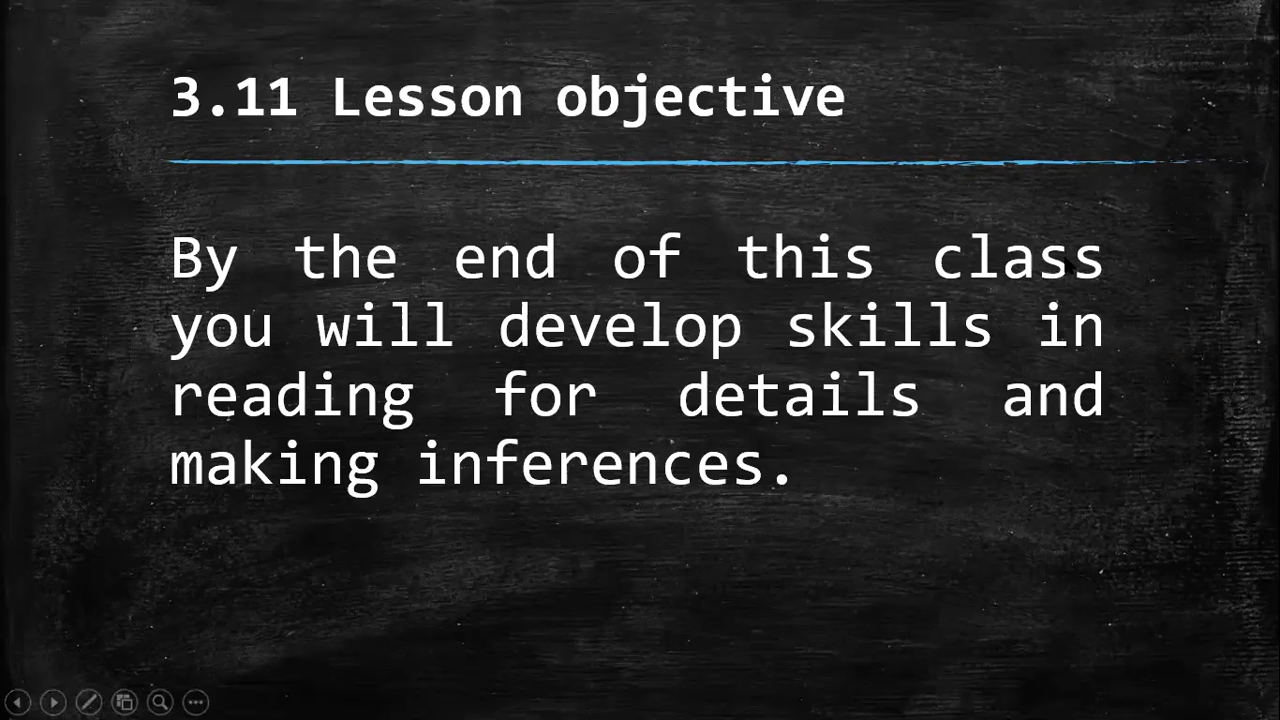 3.11 Lesson objective
By the end of this class
you will develop skills in
reading for details and
making inferences.